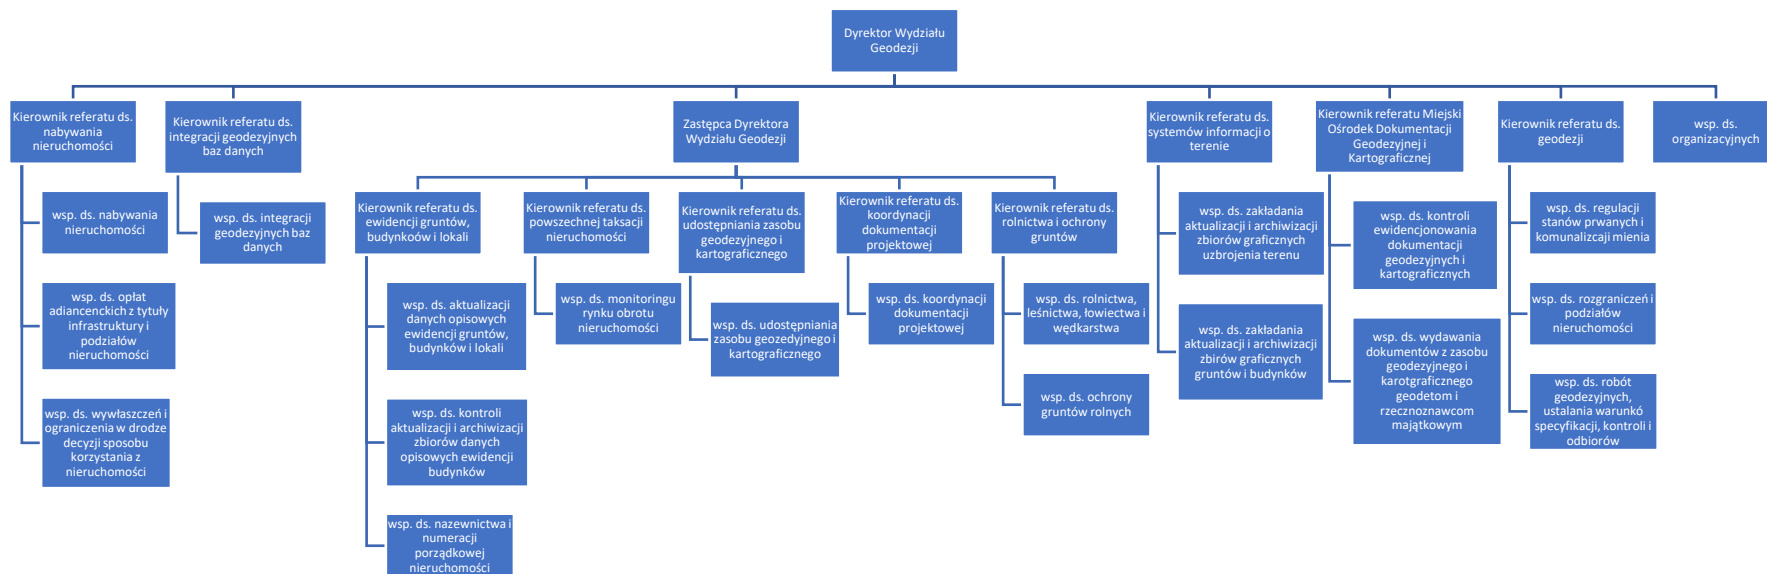 Dyrektor Wydziału
Geodezji
Kierownik referatu ds.
nabywania
nieruchomości
Kierownik referatu ds.
integracji geodezyjnych
baz danych
Zastępca Dyrektora
Wydziału Geodezji
Kierownik referatu ds.
systemów informacji o
terenie
Kierownik referatu Miejski
Ośrodek Dokumentacji
Geodezyjnej i
Kartograficznej
Kierownik referatu ds.
geodezji
wsp. ds.
organizacyjnych
wsp. ds. nabywania
nieruchomości
wsp. ds. opłat
adiancenckich z tytuły
infrastruktury i
podziałów
nieruchomości
wsp. ds. wywłaszczeń i
ograniczenia w drodze
decyzji sposobu
korzystania z
nieruchomości
wsp. ds. integracji
geodezyjnych baz
danych
Kierownik referatu ds.
ewidencji gruntów,
budynkoów i lokali
wsp. ds. aktualizacji
danych opisowych
ewidencji gruntów,
budynków i lokali
wsp. ds. kontroli
aktualizacji i archiwizacji
zbiorów danych
opisowych ewidencji
budynków
wsp. ds. nazewnictwa i
numeracji
porządkowej
nieruchomości
Kierownik referatu ds.
powszechnej taksacji
nieruchomości
wsp. ds. monitoringu
rynku obrotu
nieruchomości
Kierownik referatu ds.
udostępniania zasobu
geodezyjnego i
kartograficznego
wsp. ds. udostępniania
zasobu geozedyjnego i
kartograficznego
Kierownik referatu ds.
koordynacji
dokumentacji
projektowej
wsp. ds. koordynacji
dokumentacji
projektowej
Kierownik referatu ds.
rolnictwa i ochrony
gruntów
wsp. ds. rolnictwa,
leśnictwa, łowiectwa i
wędkarstwa
wsp. ds. ochrony
gruntów rolnych
wsp. ds. zakładania
aktualizacji i archiwizacji
zbiorów graficznych
uzbrojenia terenu
wsp. ds. zakładania
aktualizacji i archiwizacji
zbirów graficznych
gruntów i budynków
wsp. ds. kontroli
ewidencjonowania
dokumentacji
geodezyjnych i
kartograficznych
wsp. ds. wydawania
dokumentów z zasobu
geodezyjnego i
karotgraficznego
geodetom i
rzecznoznawcom
majątkowym
wsp. ds. regulacji
stanów prwanych i
komunalizcaji mienia
wsp. ds. rozgraniczeń i
podziałów
nieruchomości
wsp. ds. robót
geodezyjnych,
ustalania warunkó
specyfikacji, kontroli i
odbiorów